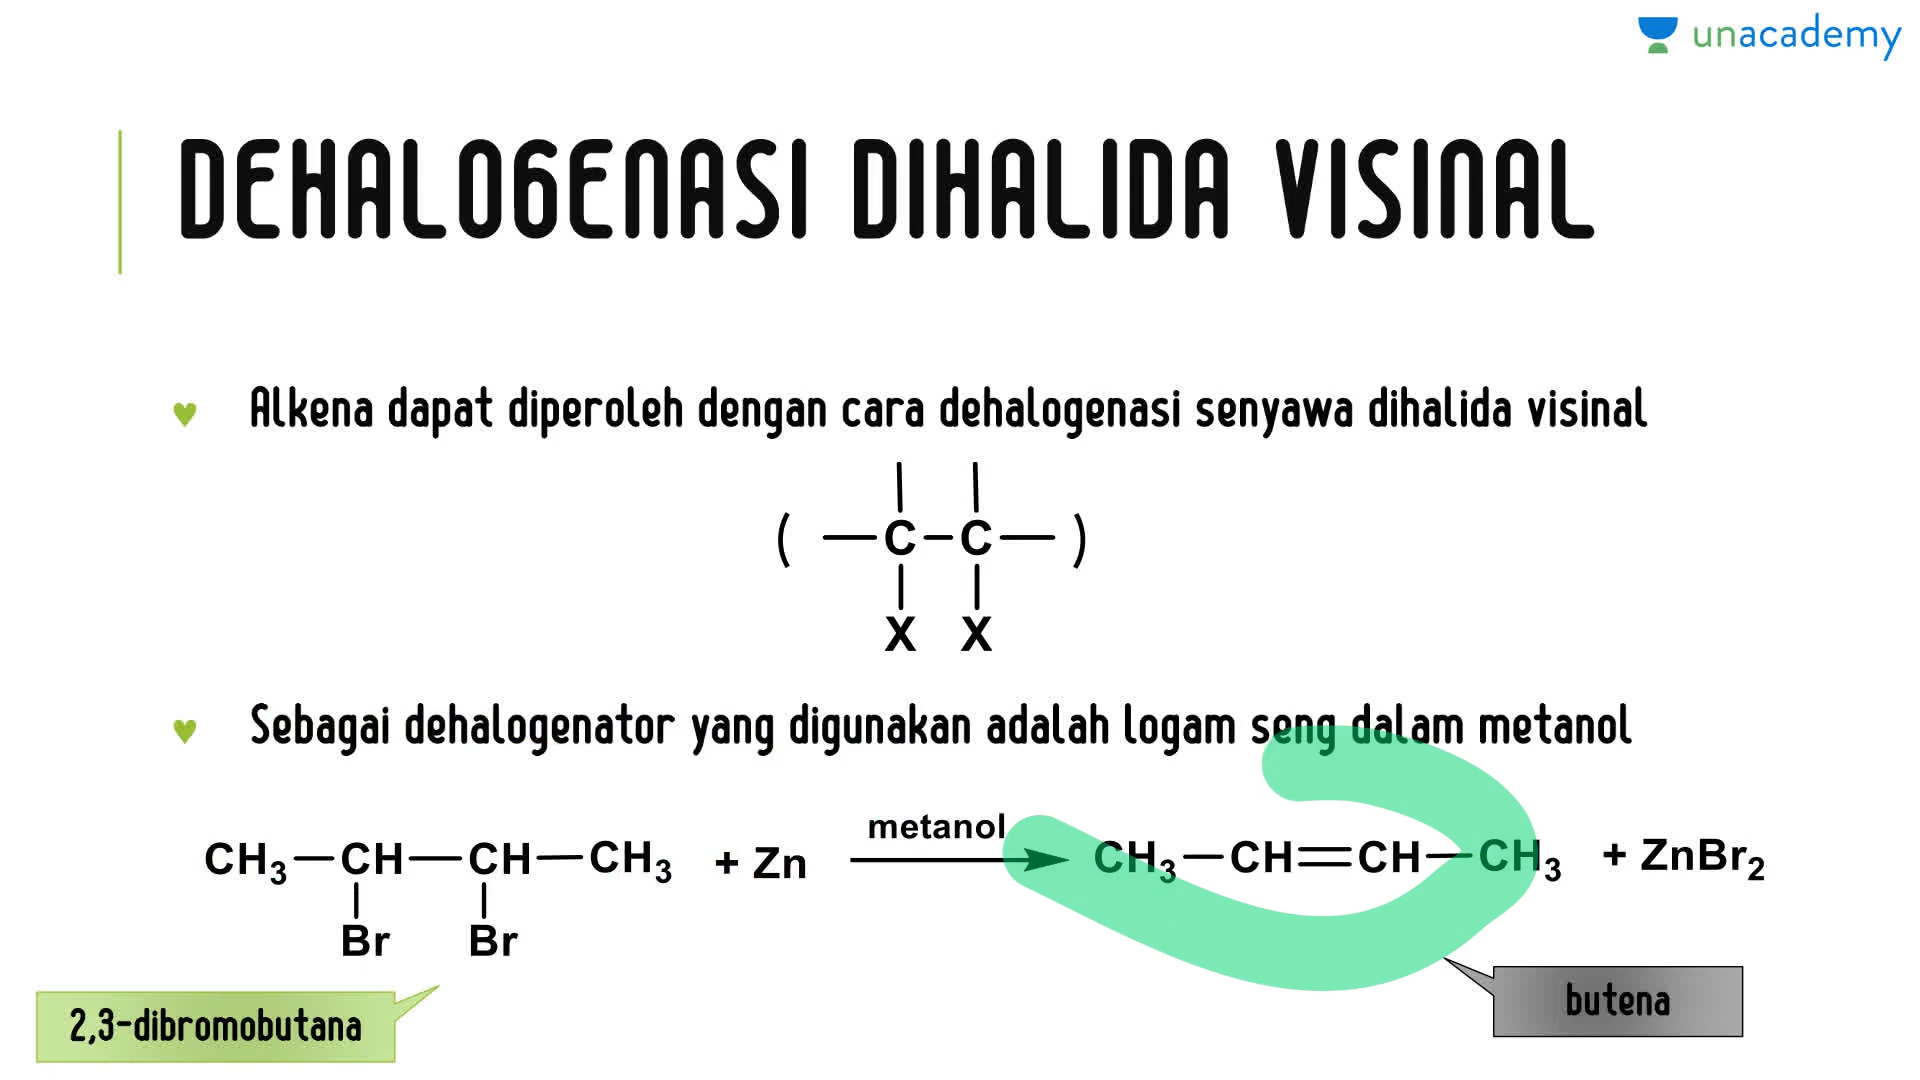 unacademy
DEHALOGENASI DIHALIDA VISINAL
Alkena dapat diperoleh dengan cara dehalogenasi senyawa dihalida visinal
( —C—C— )
X X
Sebagai dehalogenator yang digunakan adalah logam seng dalam metanol
metanol
CH₃—CH—CH—CH₃ + Zn → CH₃—CH=CH—CH₃ + ZnBr₂
Br Br
2,3-dibromobutana
butena